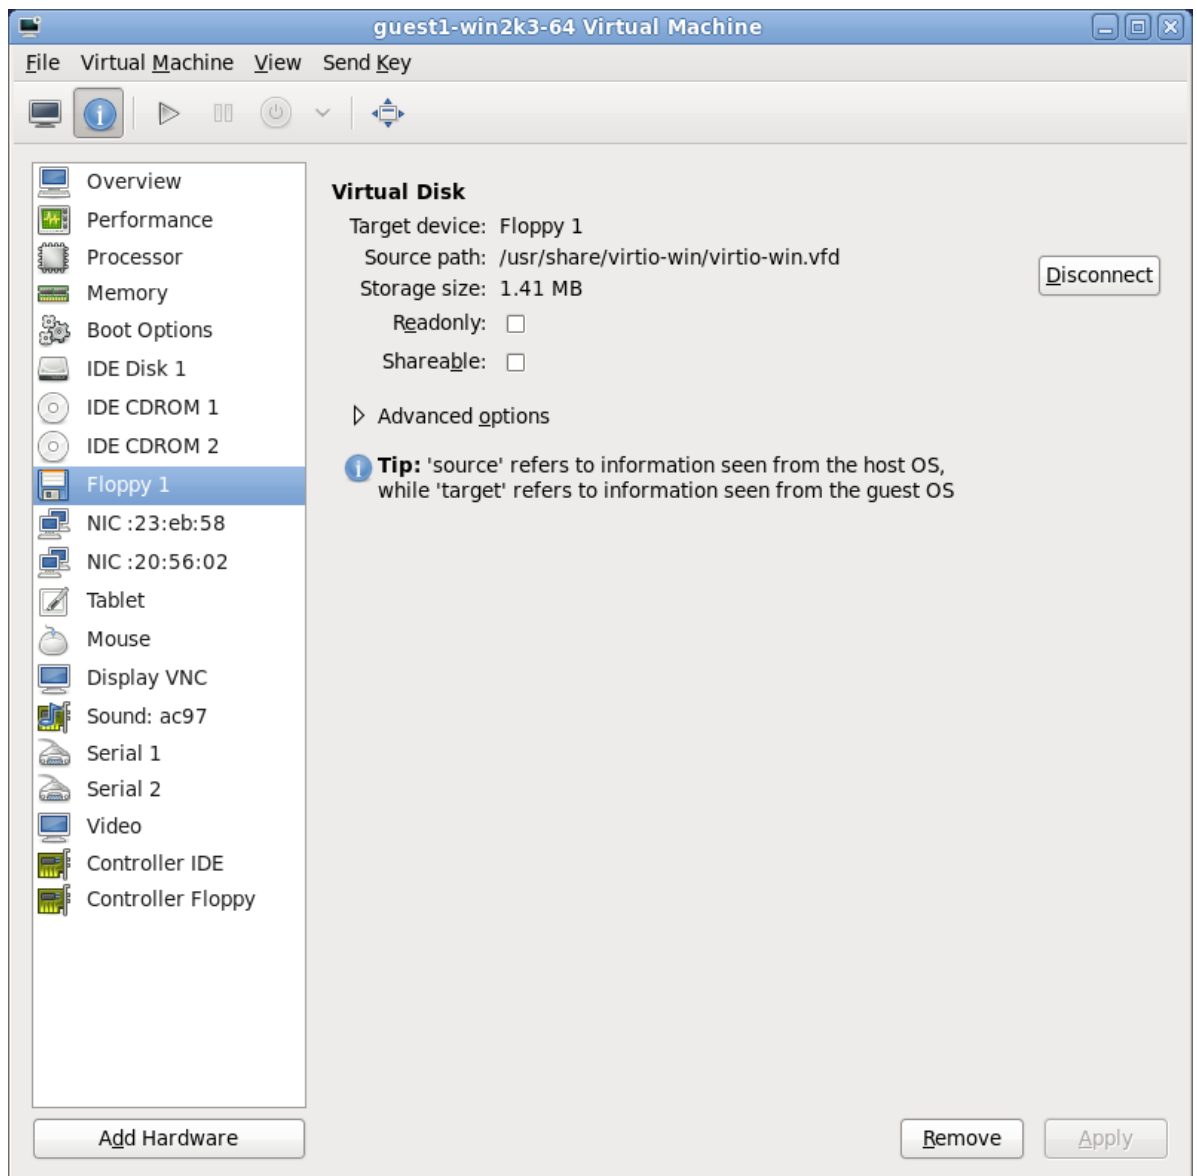 guest1-win2k3-64 Virtual Machine
File Virtual Machine View Send Key
Overview
Performance
Processor
Memory
Boot Options
IDE Disk 1
IDE CDROM 1
IDE CDROM 2
Floppy 1
NIC :23:eb:58
NIC :20:56:02
Tablet
Mouse
Display VNC
Sound: ac97
Serial 1
Serial 2
Video
Controller IDE
Controller Floppy
Add Hardware
Virtual Disk
Target device: Floppy 1
Source path: /usr/share/virtio-win/virtio-win.vfd
Disconnect
Storage size: 1.41 MB
Readonly:
Shareable:
Advanced options
Tip: 'source' refers to information seen from the host OS,
while 'target' refers to information seen from the guest OS
Remove Apply